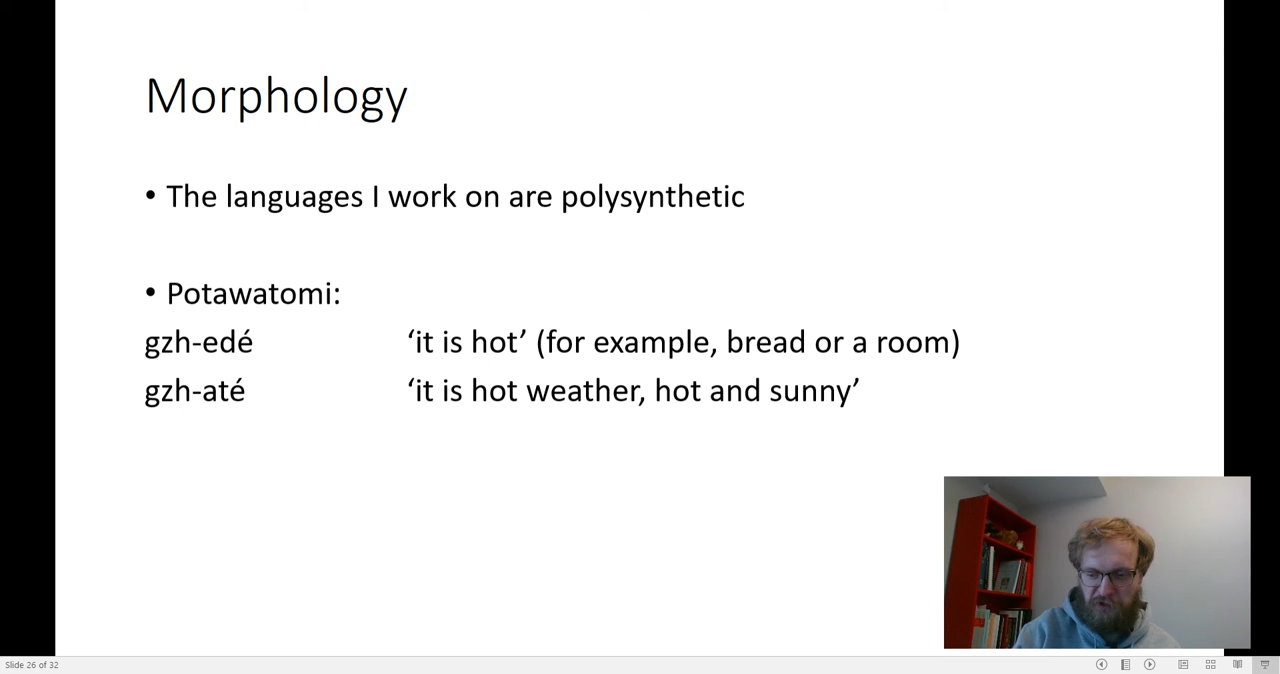 Morphology
• The languages I work on are polysynthetic
• Potawatomi:
gzh-edé ‘it is hot’ (for example, bread or a room)
gzh-até ‘it is hot weather, hot and sunny’
Slide 26 of 32